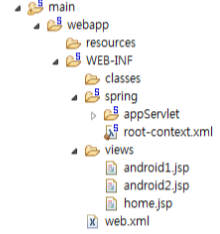 main
webapp
resources
WEB-INF
classes
spring
appServlet
root-context.xml
views
android1.jsp
android2.jsp
home.jsp
web.xml